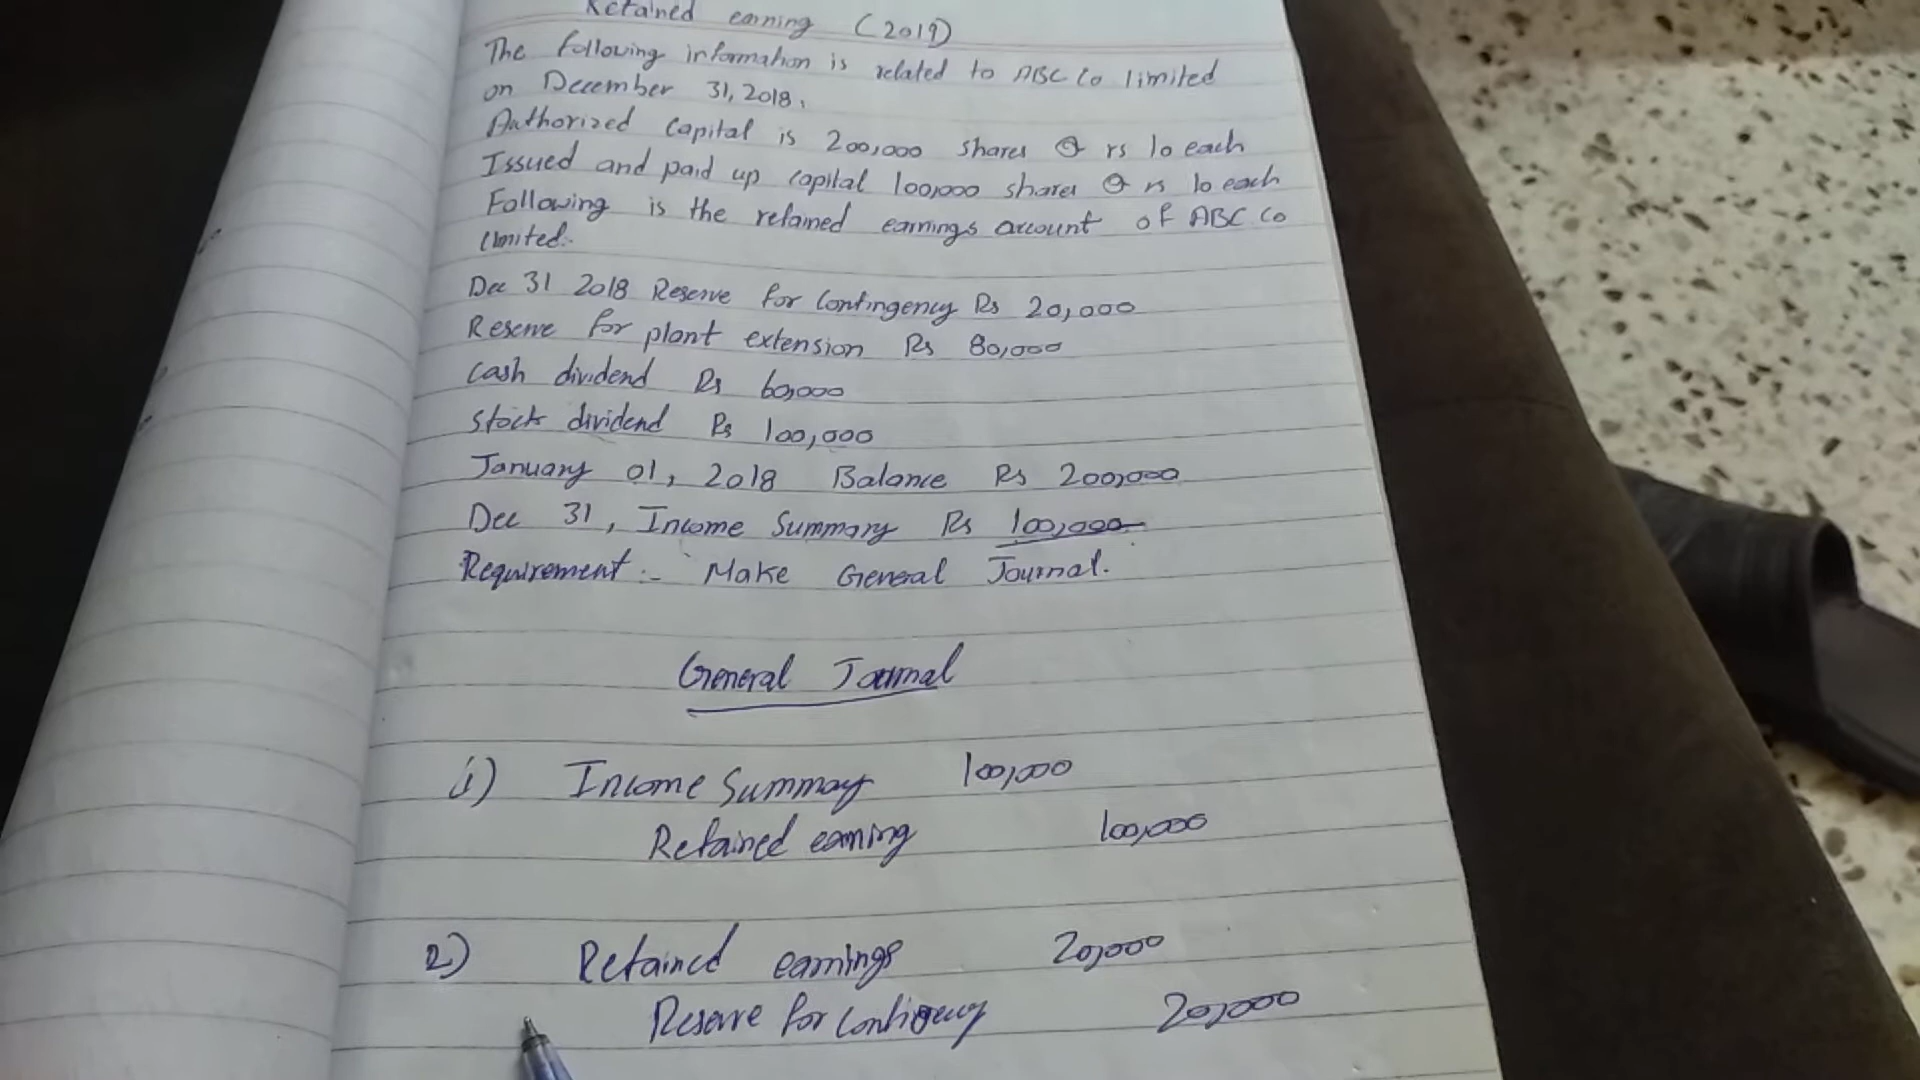 Retained earning (2019)
The following information is related to ABC Co limited
on December 31, 2018.
Authorized Capital is 200,000 shares @ rs 10 each
Issued and paid up capital 100,000 shares @ rs 10 each
Following is the retained earnings account of ABC Co
limited:-
Dec 31 2018 Reserve for Contingency Rs 20,000
Reserve for plant extension Rs 80,000
Cash dividend Rs 60,000
Stock dividend Rs 100,000
January 01, 2018 Balance Rs 200,000
Dec 31, Income Summary Rs 100,000
Requirement:- Make General Journal.
General Journal
1) Income Summary 100,000
Retained earning 100,000
2) Retained earnings 20,000
Reserve for Contigency 20,000